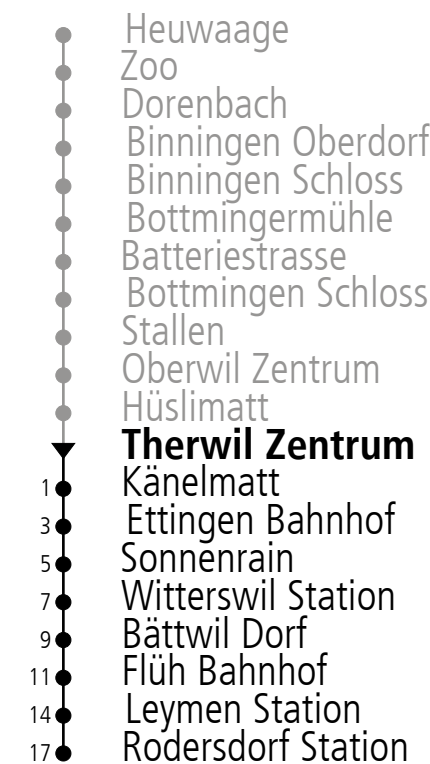 Heuwaage
Zoo
Dorenbach
Binningen Oberdorf
Binningen Schloss
Bottmingermühle
Batteriestrasse
Bottmingen Schloss
Stallen
Oberwil Zentrum
Hüslimatt
Therwil Zentrum
1 Känelmatt
3 Ettingen Bahnhof
5 Sonnenrain
7 Witterswil Station
9 Bättwil Dorf
11 Flüh Bahnhof
14 Leymen Station
17 Rodersdorf Station